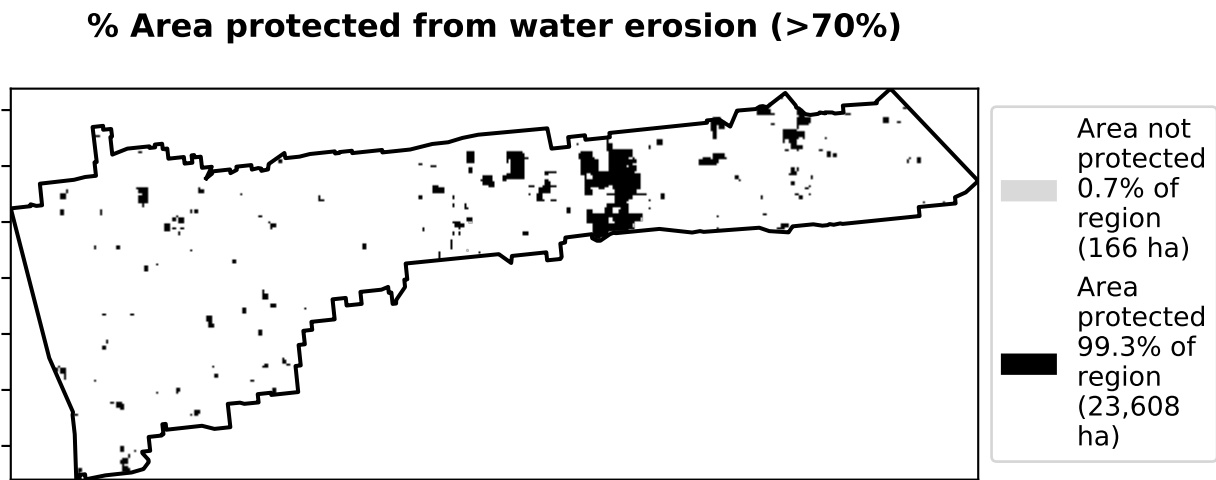 % Area protected from water erosion (>70%)
Area not
protected
0.7% of
region
(166 ha)
Area
protected
99.3% of
region
(23,608
ha)